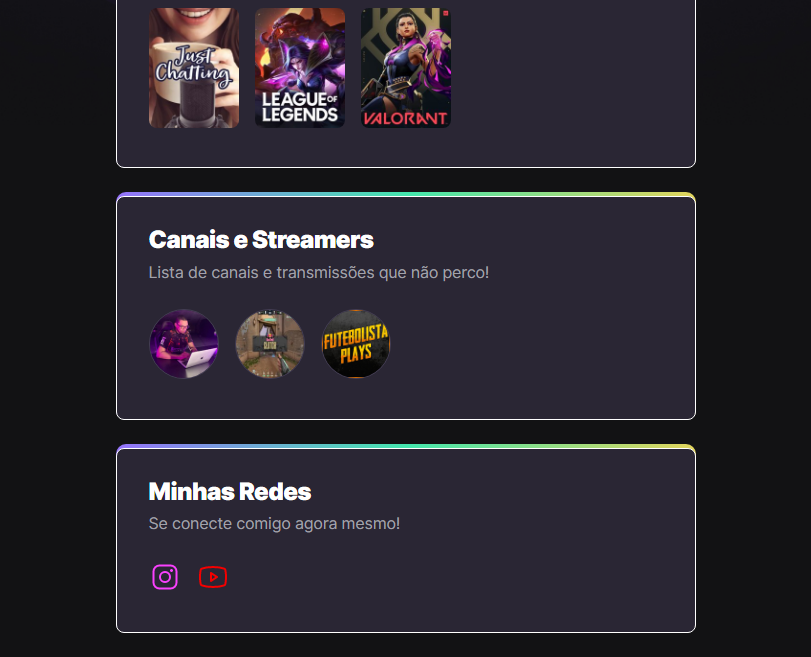 Just
Chatting
LEAGUE OF
LEGENDS
VALORANT
Canais e Streamers
Lista de canais e transmissões que não perco!
FUTEBOLISTA
PLAYS
Minhas Redes
Se conecte comigo agora mesmo!